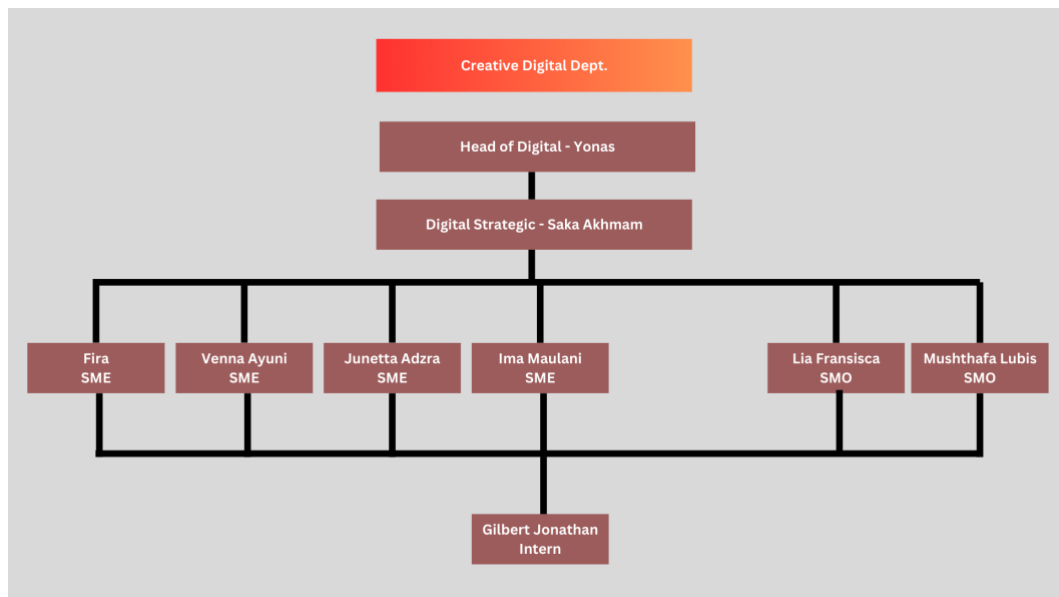 Creative Digital Dept.
Head of Digital - Yonas
Digital Strategic - Saka Akhmam
Fira
SME
Venna Ayuni
SME
Junetta Adzra
SME
Ima Maulani
SME
Lia Fransisca
SMO
Mushthafa Lubis
SMO
Gilbert Jonathan
Intern